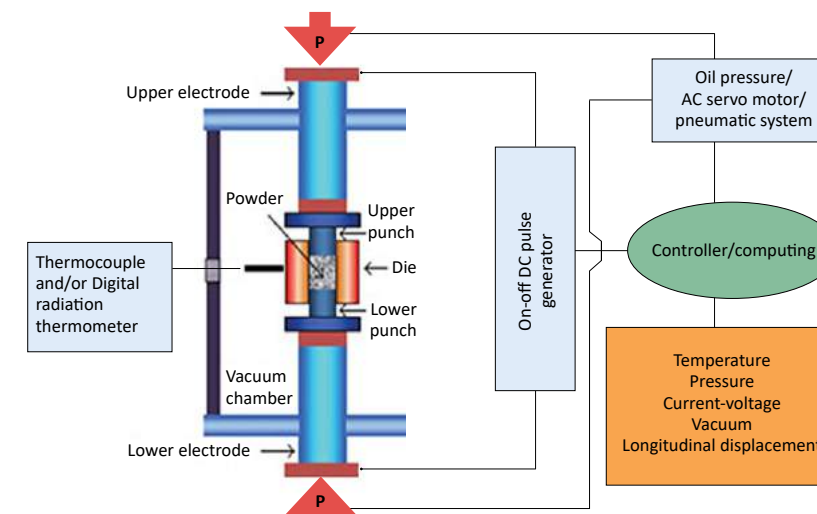 P
Upper electrode
Oil pressure/
AC servo motor/
pneumatic system
Powder
Upper
punch
Thermocouple
and/or Digital
radiation
thermometer
Die
On-off DC pulse
generator
Controller/computing
Lower
punch
Vacuum
chamber
Temperature
Pressure
Current-voltage
Vacuum
Longitudinal displacement
Lower electrode
P